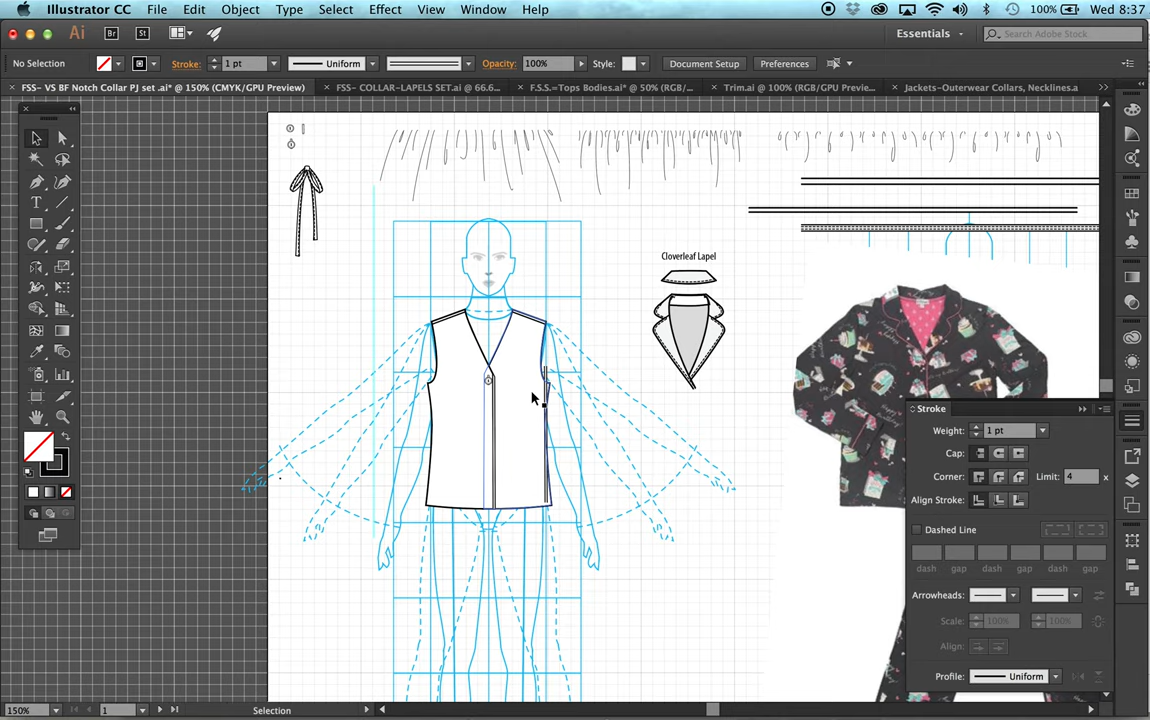 Illustrator CC File Edit Object Type Select Effect View Window Help 100% Wed 8:37
Ai Br St Essentials Search Adobe Stock
No Selection Stroke: 1 pt Uniform Opacity: 100% Style: Document Setup Preferences
× FSS- VS BF Notch Collar PJ set .ai* @ 150% (CMYK/GPU Preview) × FSS- COLLAR-LAPELS SET.ai @ 66.6... × F.S.S.=Tops Bodies.ai* @ 50% (RGB/... × Trim.ai @ 100% (RGB/GPU Previe... × Jackets-Outerwear Collars, Necklines.a
Cloverleaf Lapel
Stroke
Weight: 1 pt
Cap:
Corner: Limit: 4 x
Align Stroke:
Dashed Line
dash gap dash gap dash gap
Arrowheads:
Scale: 100% 100%
Align:
Profile: Uniform
150% 1 Selection